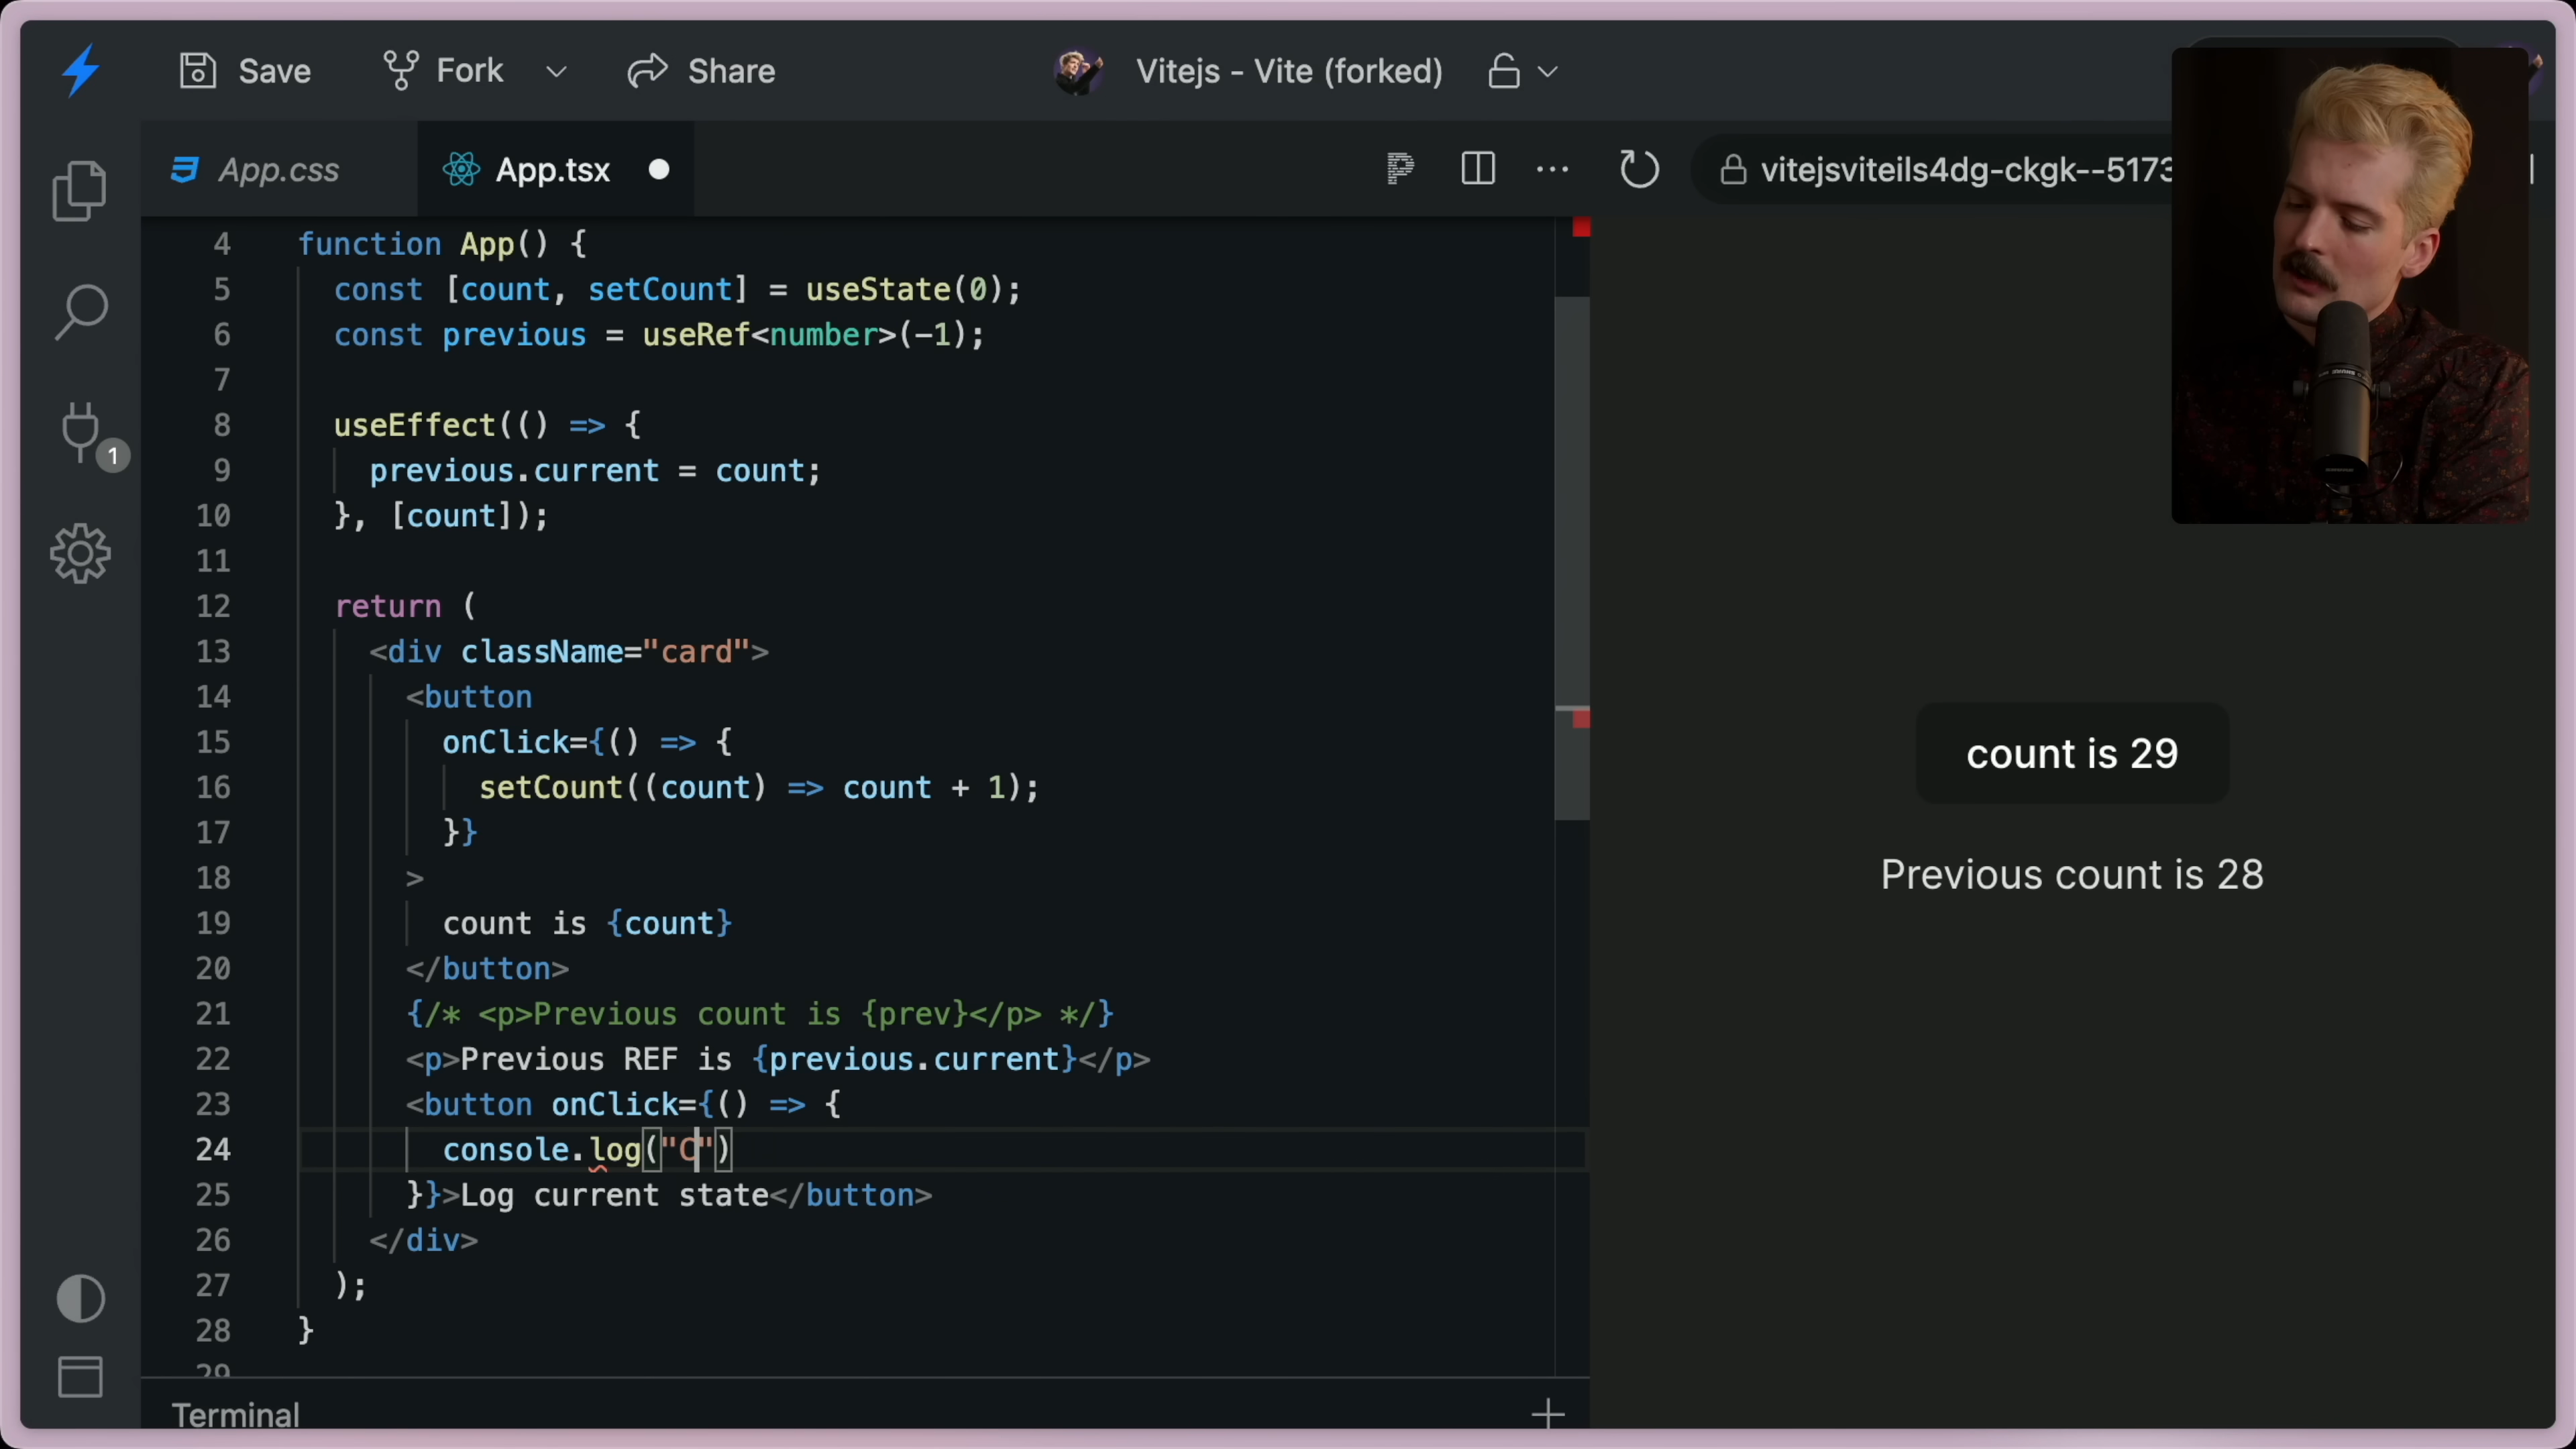 Save
Fork
Share
Vitejs - Vite (forked)
App.css
App.tsx
vitejsviteils4dg-ckgk--5173
1
4 function App() {
5 const [count, setCount] = useState(0);
6 const previous = useRef<number>(-1);
7
8 useEffect(() => {
9 previous.current = count;
10 }, [count]);
11
12 return (
13 <div className="card">
14 <button
15 onClick={() => {
16 setCount((count) => count + 1);
17 }}
18 >
19 count is {count}
20 </button>
21 {/* <p>Previous count is {prev}</p> */}
22 <p>Previous REF is {previous.current}</p>
23 <button onClick={() => {
24 console.log("C")
25 }}>Log current state</button>
26 </div>
27 );
28 }
29
Terminal
count is 29
Previous count is 28